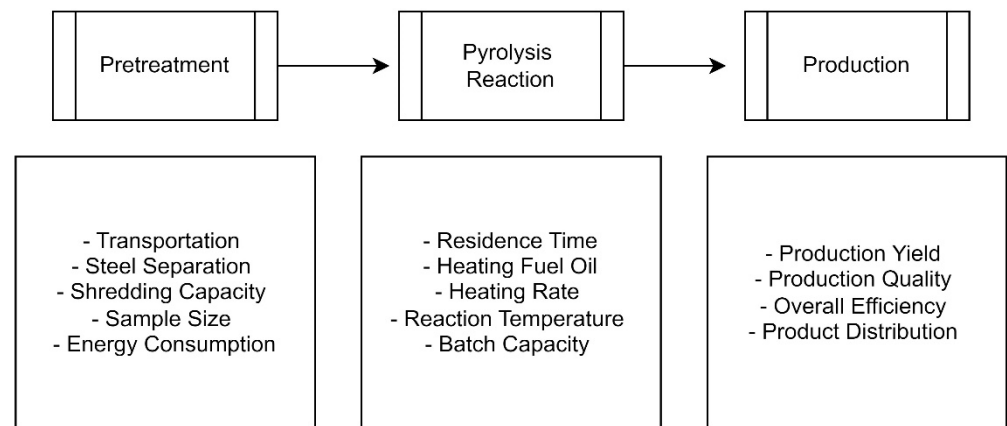 Pretreatment
Pyrolysis
Reaction
Production
- Transportation
- Steel Separation
- Shredding Capacity
- Sample Size
- Energy Consumption
- Residence Time
- Heating Fuel Oil
- Heating Rate
- Reaction Temperature
- Batch Capacity
- Production Yield
- Production Quality
- Overall Efficiency
- Product Distribution